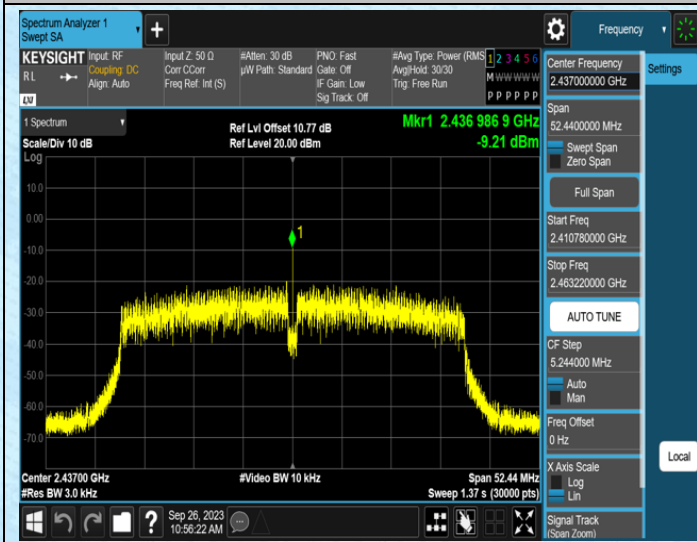 Spectrum Analyzer 1
Swept SA
+
Frequency
KEYSIGHT
RL
LXI
Input: RF
Coupling: DC
Align: Auto
Input Z: 50 Ω
Corr CCorr
Freq Ref: Int (S)
#Atten: 30 dB
µW Path: Standard
PNO: Fast
Gate: Off
IF Gain: Low
Sig Track: Off
#Avg Type: Power (RMS
Avg|Hold: 30/30
Trig: Free Run
1 2 3 4 5 6
M W W W W W
P P P P P P
1 Spectrum
Scale/Div 10 dB
Ref Lvl Offset 10.77 dB
Ref Level 20.00 dBm
Mkr1 2.436 986 9 GHz
-9.21 dBm
Log
10.0
0.00
-10.0
-20.0
-30.0
-40.0
-50.0
-60.0
-70.0
1
Center 2.43700 GHz
#Res BW 3.0 kHz
#Video BW 10 kHz
Span 52.44 MHz
Sweep 1.37 s (30000 pts)
?
Sep 26, 2023
10:56:22 AM
Center Frequency
2.437000000 GHz
Span
52.4400000 MHz
Swept Span
Zero Span
Full Span
Start Freq
2.410780000 GHz
Stop Freq
2.463220000 GHz
AUTO TUNE
CF Step
5.244000 MHz
Auto
Man
Freq Offset
0 Hz
X Axis Scale
Log
Lin
Signal Track
(Span Zoom)
Settings
Local